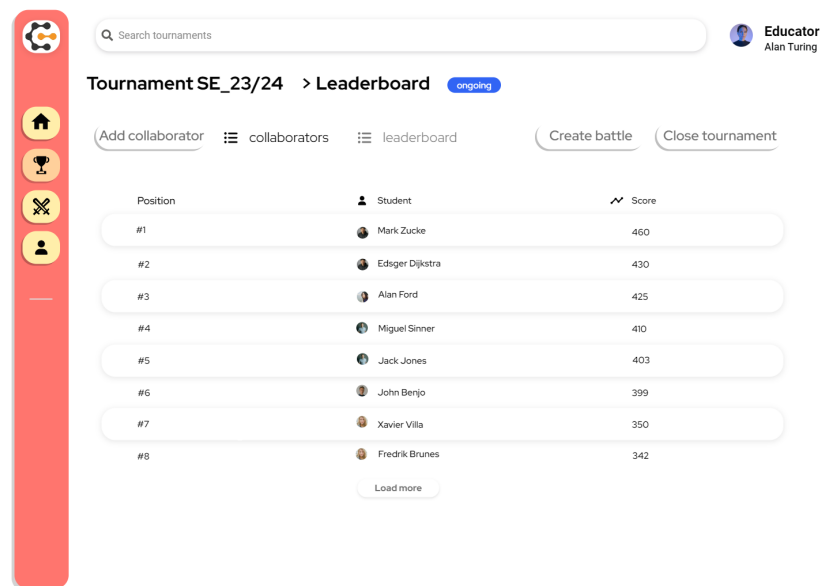 Search tournaments
Educator
Alan Turing
Tournament SE_23/24 > Leaderboard ongoing
Add collaborator collaborators leaderboard Create battle Close tournament
Position Student Score
#1 Mark Zucke 460
#2 Edsger Dijkstra 430
#3 Alan Ford 425
#4 Miguel Sinner 410
#5 Jack Jones 403
#6 John Benjo 399
#7 Xavier Villa 350
#8 Fredrik Brunes 342
Load more